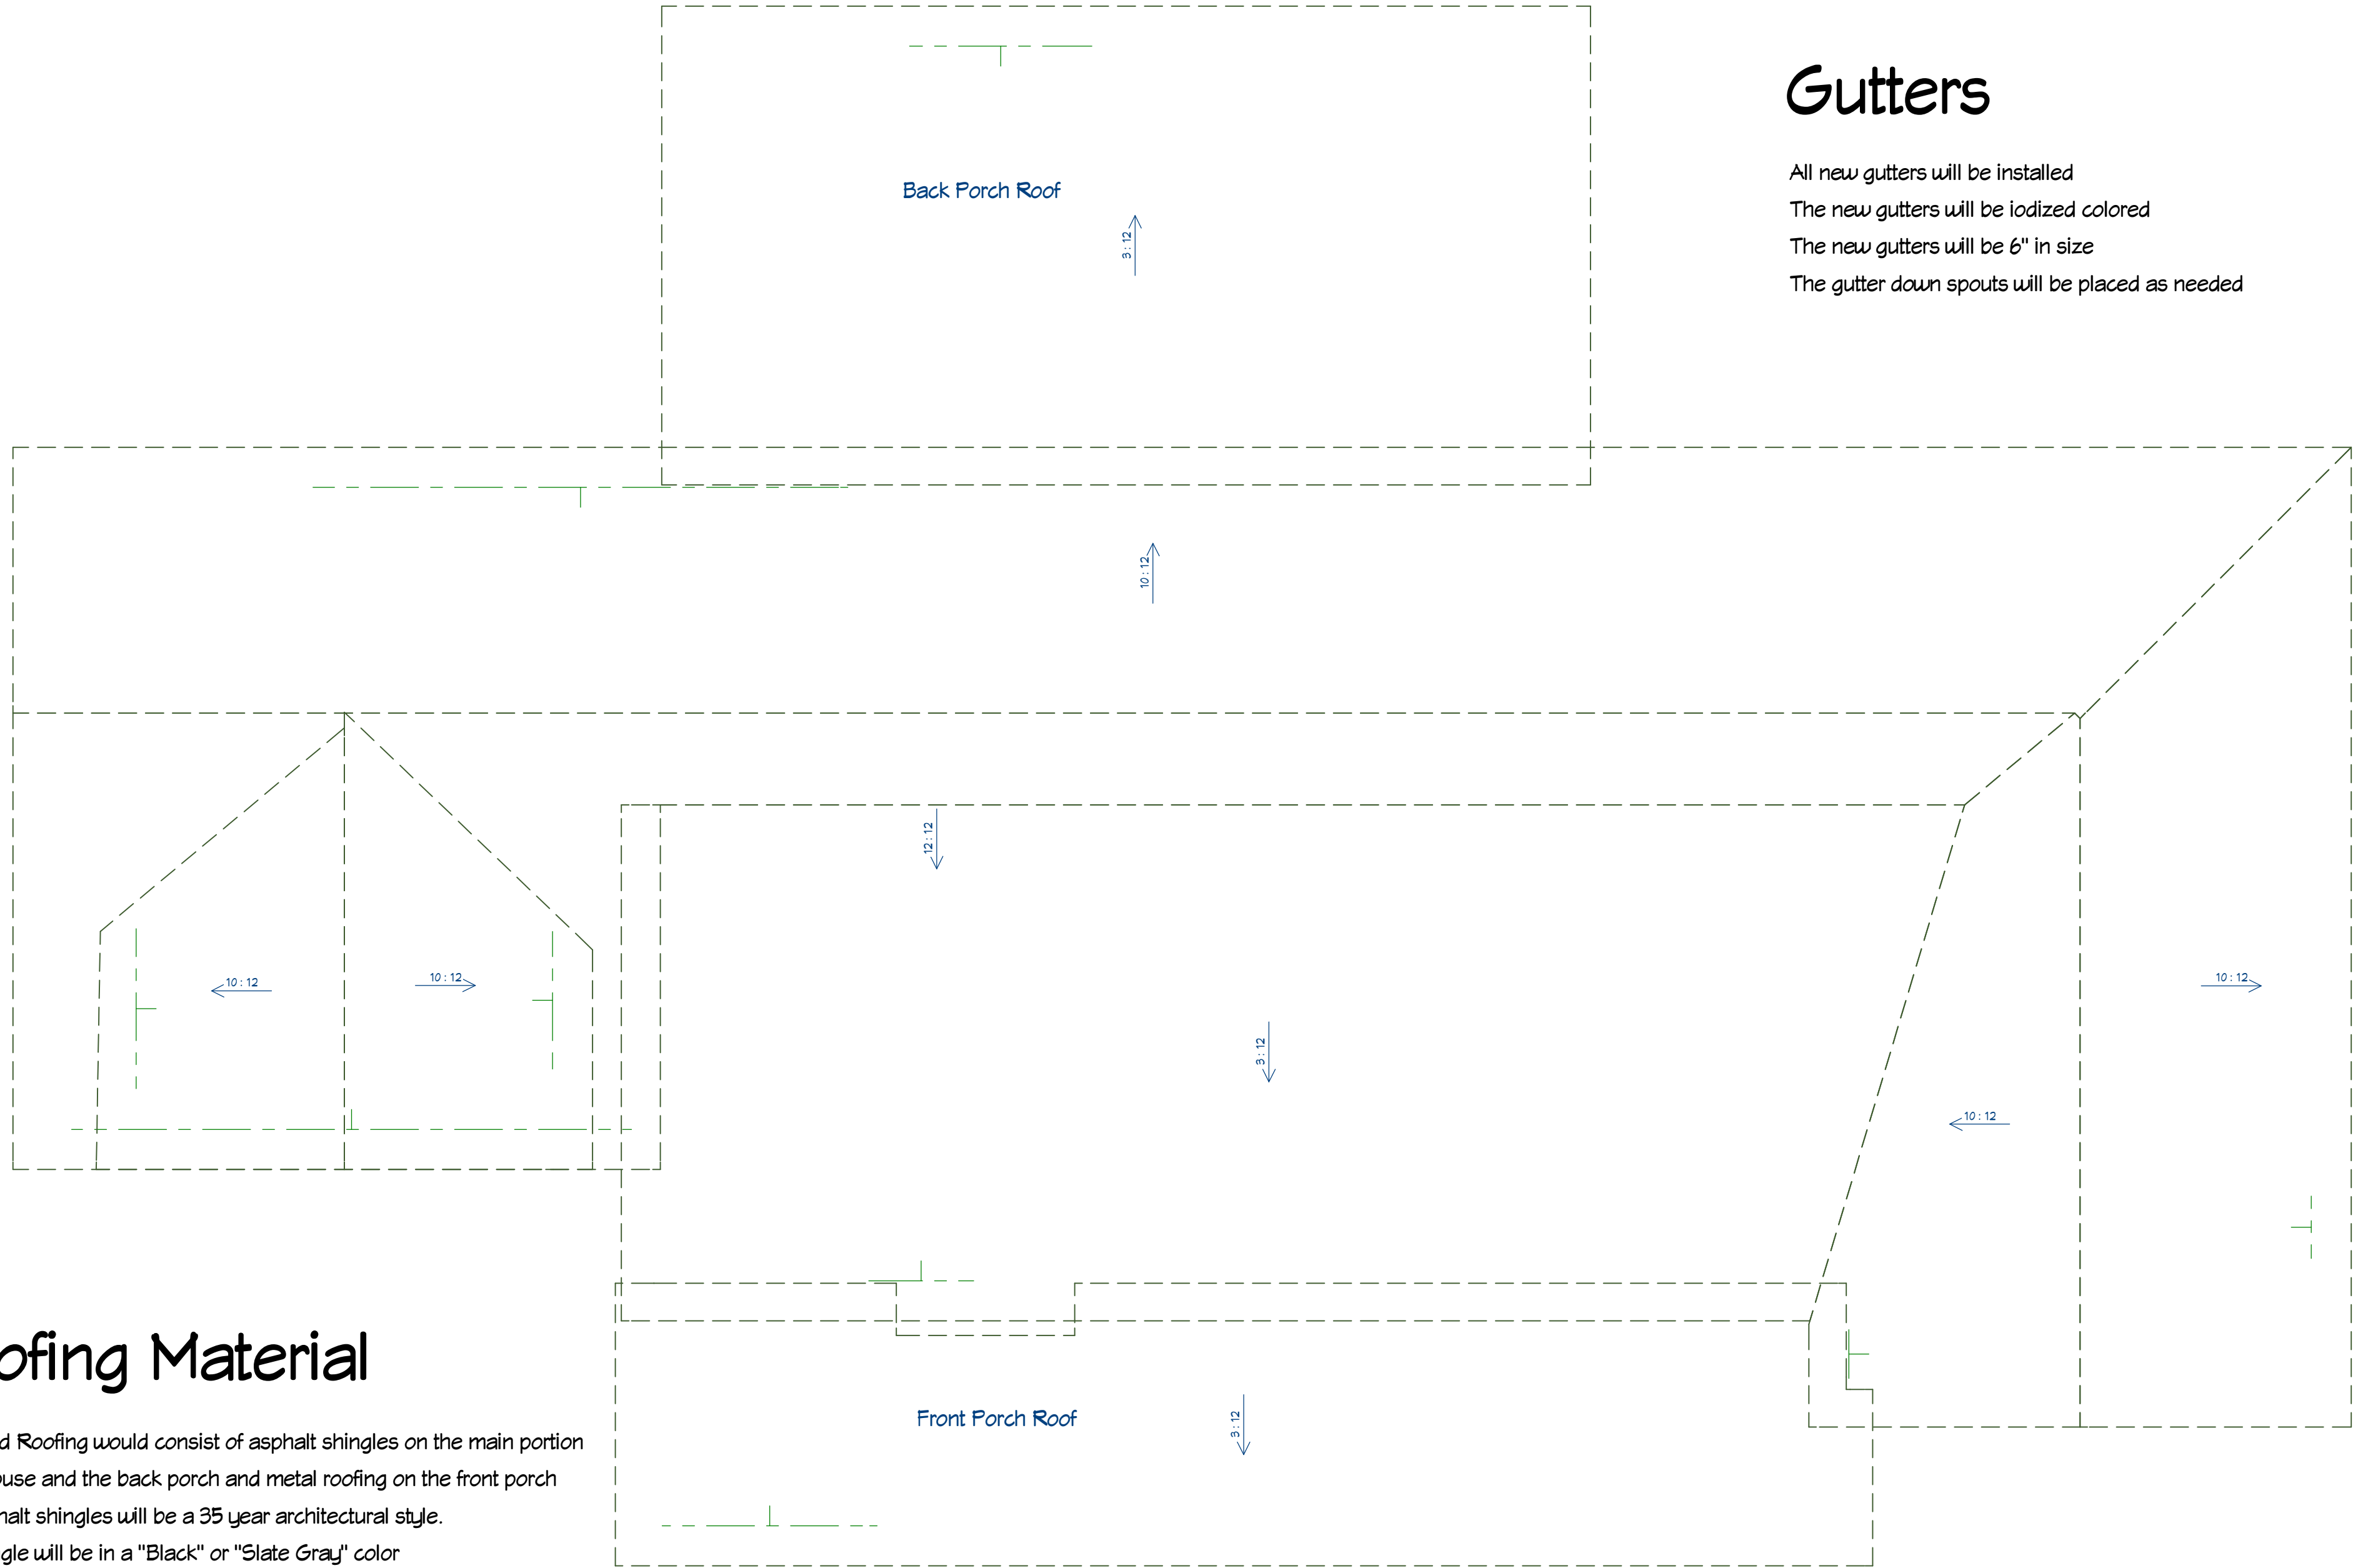 Gutters
All new gutters will be installed
The new gutters will be iodized colored
The new gutters will be 6" in size
The gutter down spouts will be placed as needed
Back Porch Roof
3 : 12
10 : 12
12 : 12
10 : 12
10 : 12
10 : 12
3 : 12
10 : 12
Front Porch Roof
3 : 12
ofing Material
d Roofing would consist of asphalt shingles on the main portion
ouse and the back porch and metal roofing on the front porch
halt shingles will be a 35 year architectural style.
gle will be in a "Black" or "Slate Gray" color